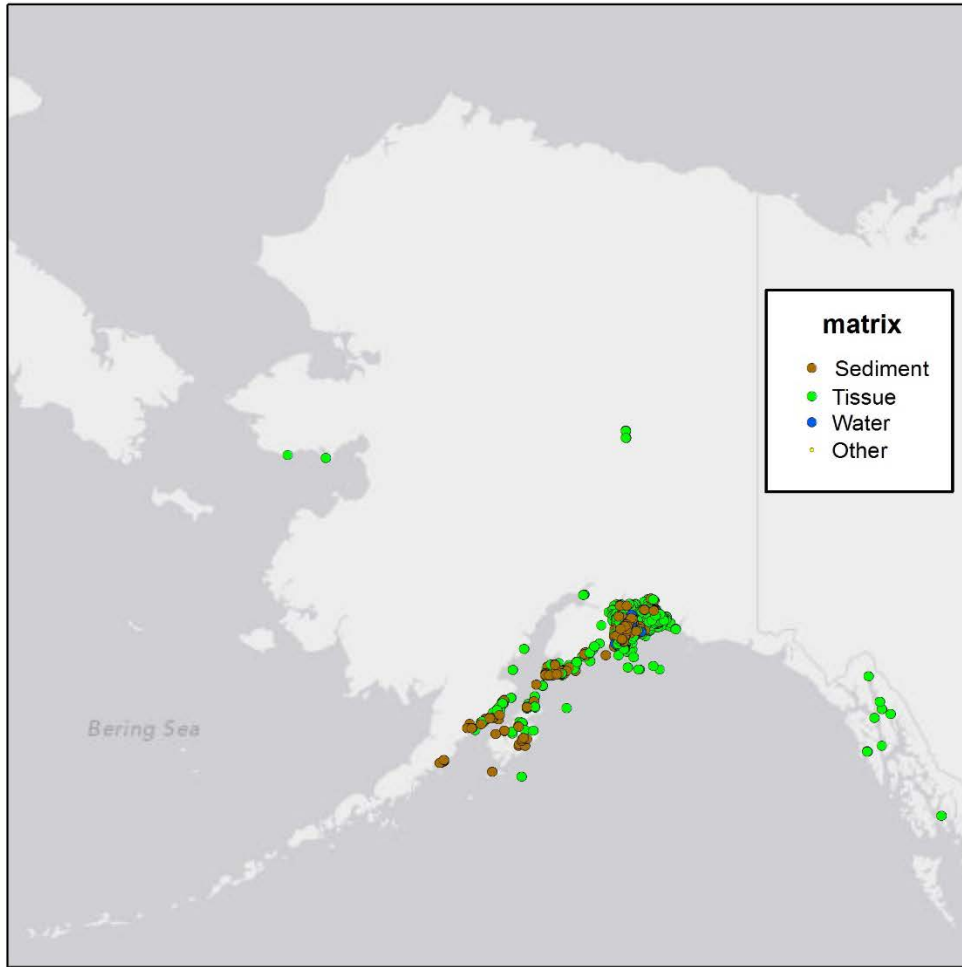 matrix
Sediment
Tissue
Water
Other
Bering Sea